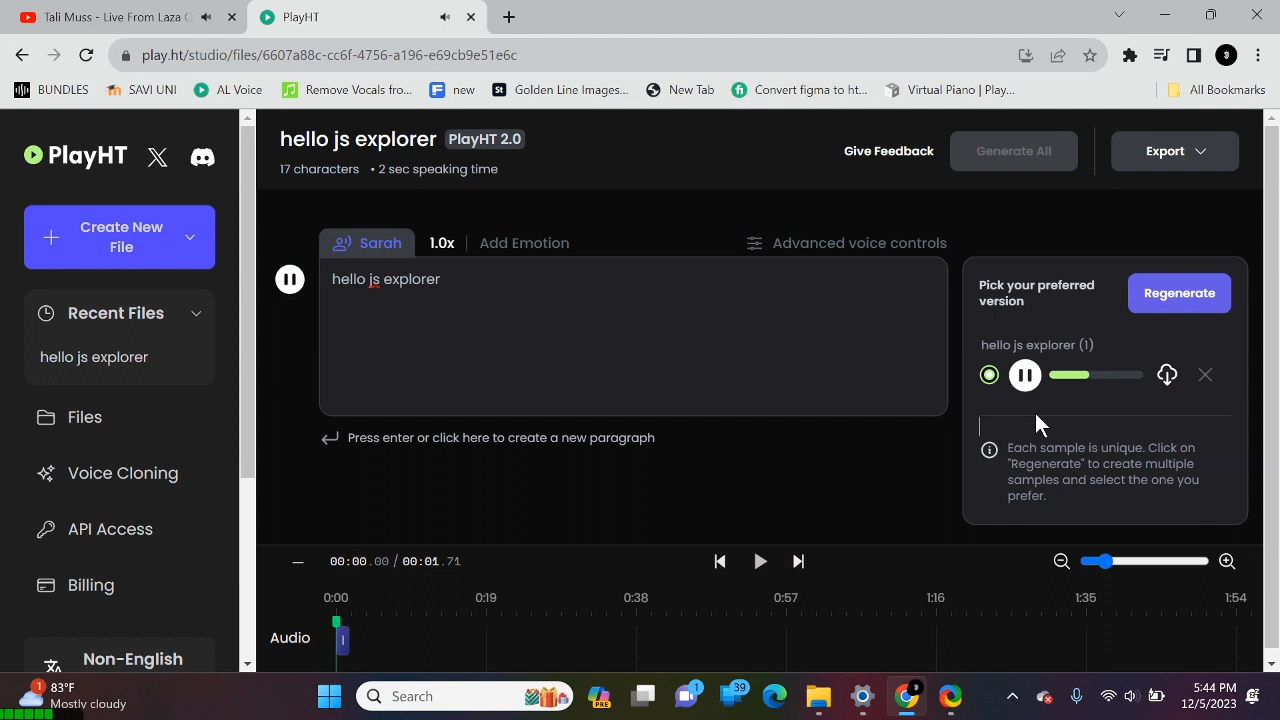 Tali Muss - Live From Laza
PlayHT
play.ht/studio/files/6607a88c-cc6f-4756-a196-e69cb9e51e6c
BUNDLES
SAVI UNI
AL Voice
Remove Vocals fro...
new
Golden Line Images...
New Tab
Convert figma to ht...
Virtual Piano | Play...
All Bookmarks
PlayHT
hello js explorer PlayHT 2.0
17 characters • 2 sec speaking time
Give Feedback
Generate All
Export
Create New
File
Recent Files
hello js explorer
Files
Voice Cloning
API Access
Billing
Non-English
Sarah
1.0x
Add Emotion
Advanced voice controls
hello js explorer
Press enter or click here to create a new paragraph
Pick your preferred
version
Regenerate
hello js explorer (1)
Each sample is unique. Click on
"Regenerate" to create multiple
samples and select the one you
prefer.
00:00.00 / 00:01.71
0:00 0:19 0:38 0:57 1:16 1:35 1:54
Audio
1
83°F
Mostly cloudy
Search
PRE
1
39
5:44 PM
12/5/2023